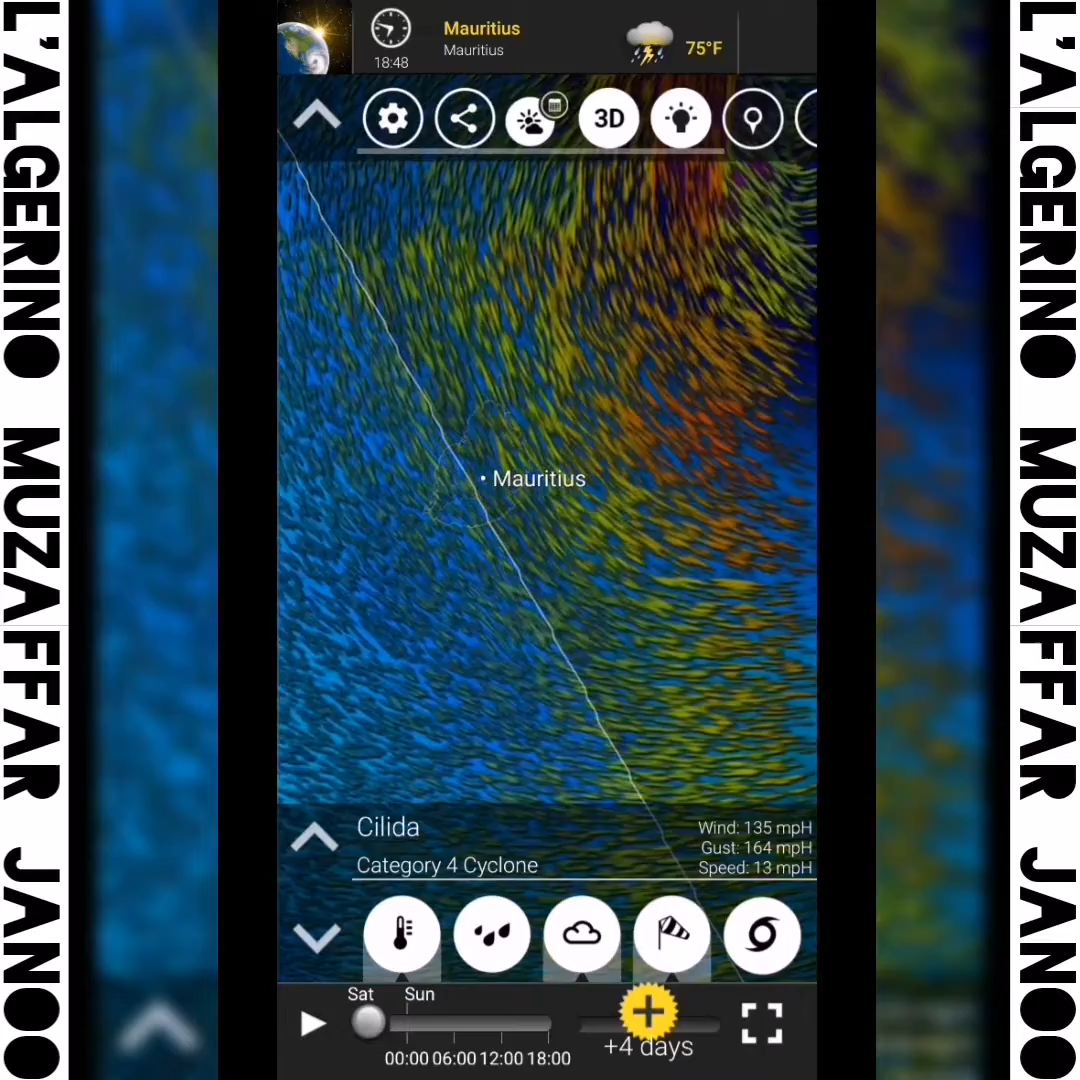 L'ALGERINO MUZAFFAR JANOO
Mauritius
Mauritius
18:48
75°F
3D
Mauritius
Cilida
Category 4 Cyclone
Wind: 135 mpH
Gust: 164 mpH
Speed: 13 mpH
Sat Sun
00:00 06:00 12:00 18:00
+4 days
L'ALGERINO MUZAFFAR JANOO